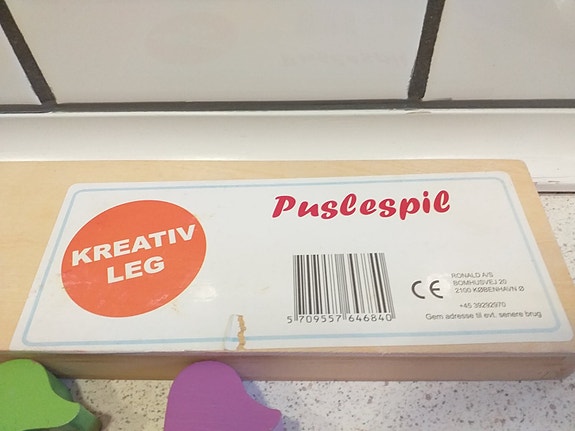 Puslespil
KREATIV
LEG
RONALD A/S
BOMHUSVEJ 20
2100 KØBENHAVN Ø
CE
+45 39292970
Gem adresse til evt. senere brug
5 709557 646840